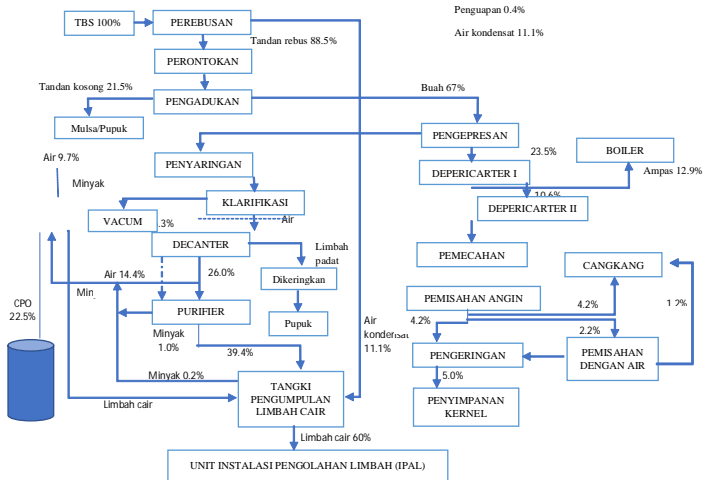 Penguapan 0.4%
TBS 100%
PEREBUSAN
Air kondensat 11.1%
Tandan rebus 88.5%
PERONTOKAN
Tandan kosong 21.5%
Buah 67%
PENGADUKAN
Mulsa/Pupuk
PENGEPRESAN
23.5%
BOILER
Air 9.7%
PENYARINGAN
Ampas 12.9%
DEPERICARTER I
Minyak
10.6%
KLARIFIKASI
DEPERICARTER II
VACUM
.3%
Air
DECANTER
Limbah
padat
PEMECAHAN
CANGKANG
Air 14.4%
26.0%
Dikeringkan
CPO
22.5%
PEMISAHAN ANGIN
4.2%
1.2%
PURIFIER
4.2%
2.2%
Pupuk
Air
11.1%
Minyak
1.0%
39.4%
PENGERINGAN
PEMISAHAN
DENGAN AIR
5.0%
Minyak 0.2%
TANGKI
PENGUMPULAN
LIMBAH CAIR
PENYIMPANAN
KERNEL
Limbah cair
Limbah cair 60%
UNIT INSTALASI PENGOLAHAN LIMBAH (IPAL)